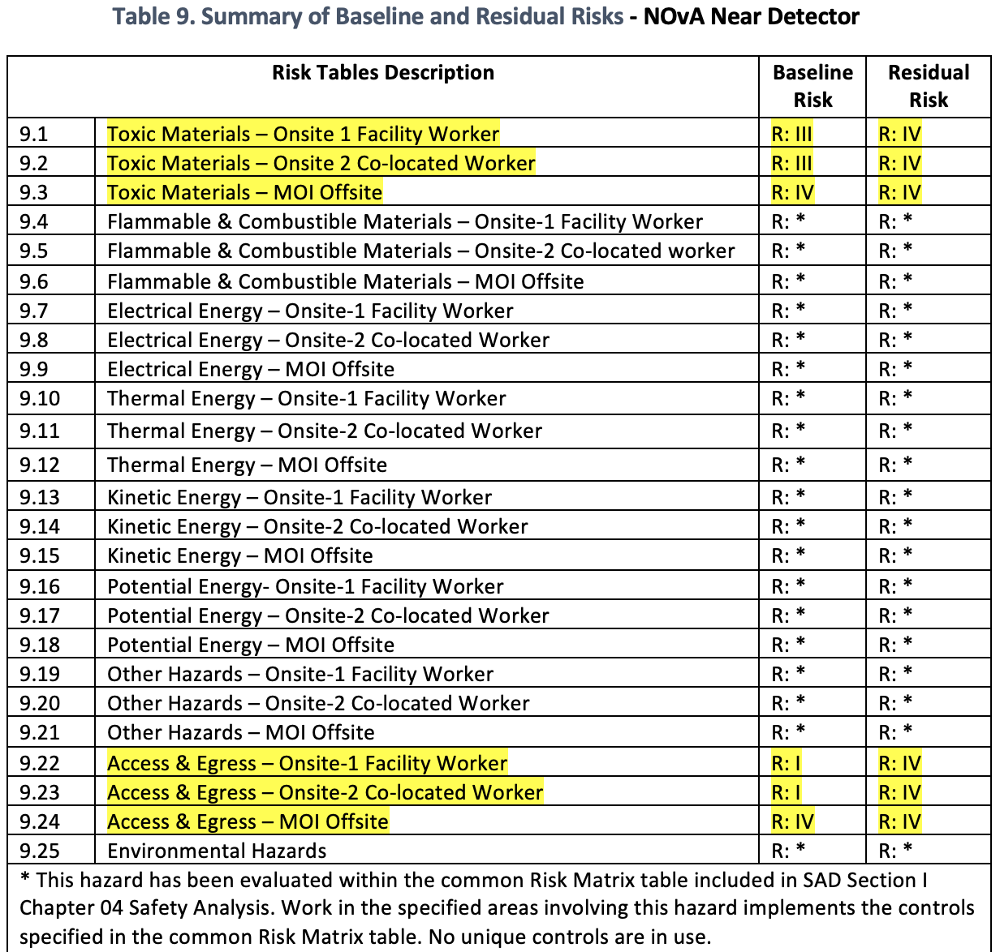 Table 9. Summary of Baseline and Residual Risks - NOvA Near Detector
Risk Tables Description Baseline Risk Residual Risk
9.1 Toxic Materials – Onsite 1 Facility Worker R: III R: IV
9.2 Toxic Materials – Onsite 2 Co-located Worker R: III R: IV
9.3 Toxic Materials – MOI Offsite R: IV R: IV
9.4 Flammable & Combustible Materials – Onsite-1 Facility Worker R: * R: *
9.5 Flammable & Combustible Materials – Onsite-2 Co-located worker R: * R: *
9.6 Flammable & Combustible Materials – MOI Offsite R: * R: *
9.7 Electrical Energy – Onsite-1 Facility Worker R: * R: *
9.8 Electrical Energy – Onsite-2 Co-located Worker R: * R: *
9.9 Electrical Energy – MOI Offsite R: * R: *
9.10 Thermal Energy – Onsite-1 Facility Worker R: * R: *
9.11 Thermal Energy – Onsite-2 Co-located Worker R: * R: *
9.12 Thermal Energy – MOI Offsite R: * R: *
9.13 Kinetic Energy – Onsite-1 Facility Worker R: * R: *
9.14 Kinetic Energy – Onsite-2 Co-located Worker R: * R: *
9.15 Kinetic Energy – MOI Offsite R: * R: *
9.16 Potential Energy- Onsite-1 Facility Worker R: * R: *
9.17 Potential Energy – Onsite-2 Co-located Worker R: * R: *
9.18 Potential Energy – MOI Offsite R: * R: *
9.19 Other Hazards – Onsite-1 Facility Worker R: * R: *
9.20 Other Hazards – Onsite-2 Co-located Worker R: * R: *
9.21 Other Hazards – MOI Offsite R: * R: *
9.22 Access & Egress – Onsite-1 Facility Worker R: I R: IV
9.23 Access & Egress – Onsite-2 Co-located Worker R: I R: IV
9.24 Access & Egress – MOI Offsite R: IV R: IV
9.25 Environmental Hazards R: * R: *
* This hazard has been evaluated within the common Risk Matrix table included in SAD Section I
Chapter 04 Safety Analysis. Work in the specified areas involving this hazard implements the controls
specified in the common Risk Matrix table. No unique controls are in use.